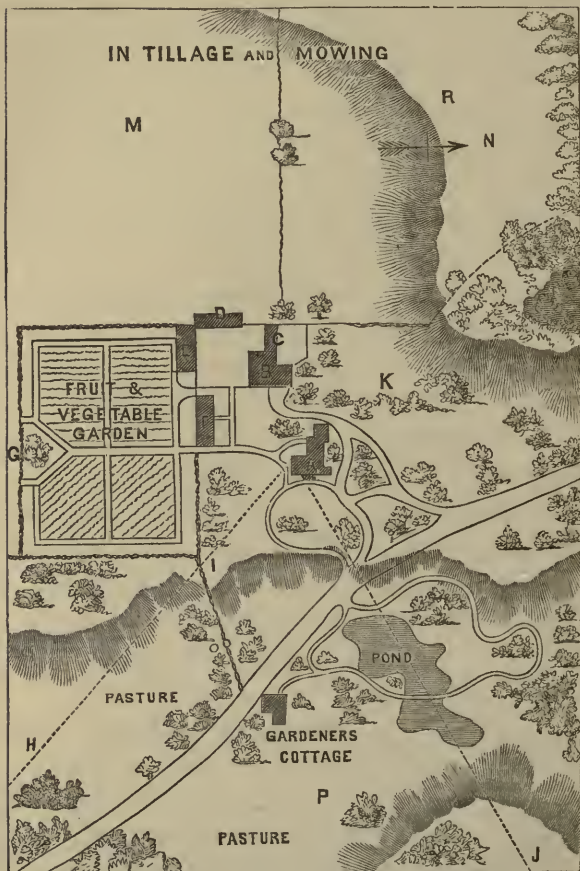 IN TILLAGE AND MOWING
M
R
N
D
C
B
K
FRUIT &
VEGETABLE
GARDEN
G
A
I
POND
PASTURE
H
GARDENERS
COTTAGE
P
PASTURE
J